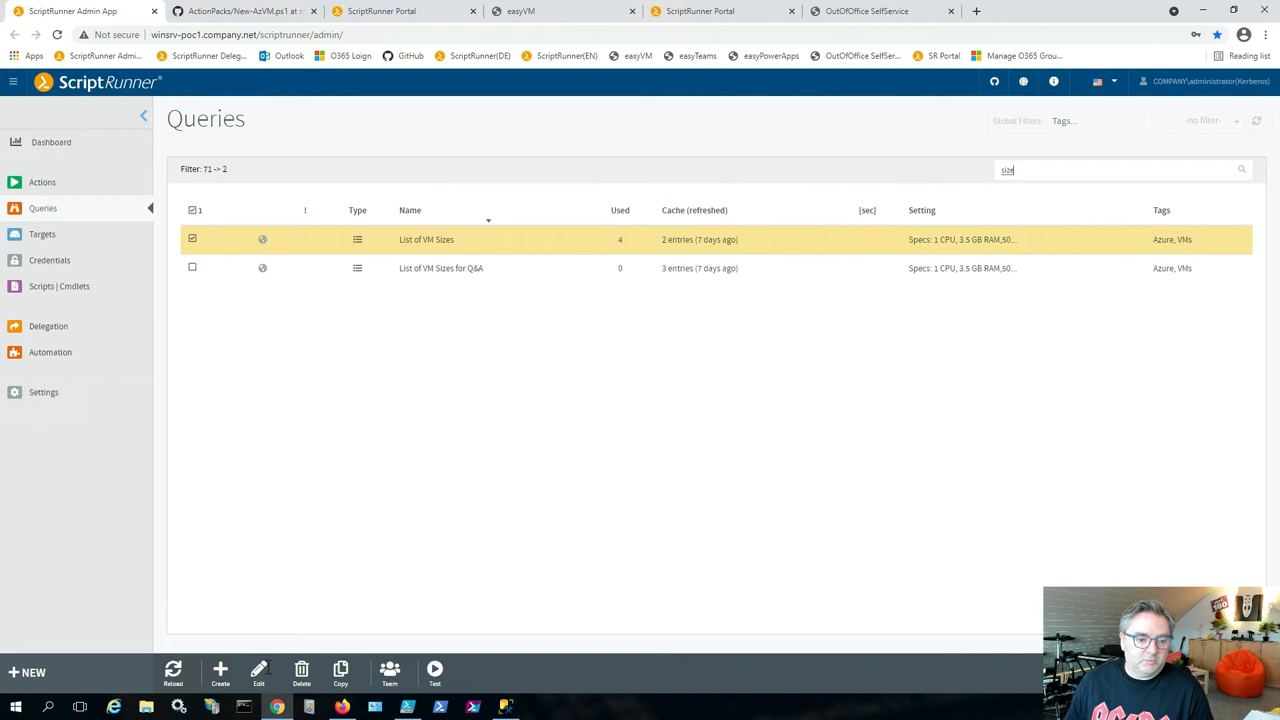 ScriptRunner Admin App
ActionPacks/New-AzVM.ps1 at m
ScriptRunner Portal
easyVM
ScriptRunner Portal
OutOfOffice SelfService
Not secure | winsrv-poc1.company.net/scriptrunner/admin/
Apps
ScriptRunner Admi...
ScriptRunner Deleg...
Outlook
O365 Loign
GitHub
ScriptRunner(DE)
ScriptRunner(EN)
easyVM
easyTeams
easyPowerApps
OutOfOffice SelfServ...
SR Portal
Manage O365 Grou...
Reading list
ScriptRunner®
COMPANY\administrator(Kerberos)
Queries
Global Filters:
Tags...
-no filter-
Dashboard
Actions
Queries
Targets
Credentials
Scripts | Cmdlets
Delegation
Automation
Settings
Filter: 71 -> 2
size
1 ! Type Name Used Cache (refreshed) [sec] Setting Tags
List of VM Sizes 4 2 entries (7 days ago) Specs: 1 CPU, 3.5 GB RAM,50... Azure, VMs
List of VM Sizes for Q&A 0 3 entries (7 days ago) Specs: 1 CPU, 3.5 GB RAM,50... Azure, VMs
+ NEW
Reload
Create
Edit
Delete
Copy
Team
Test